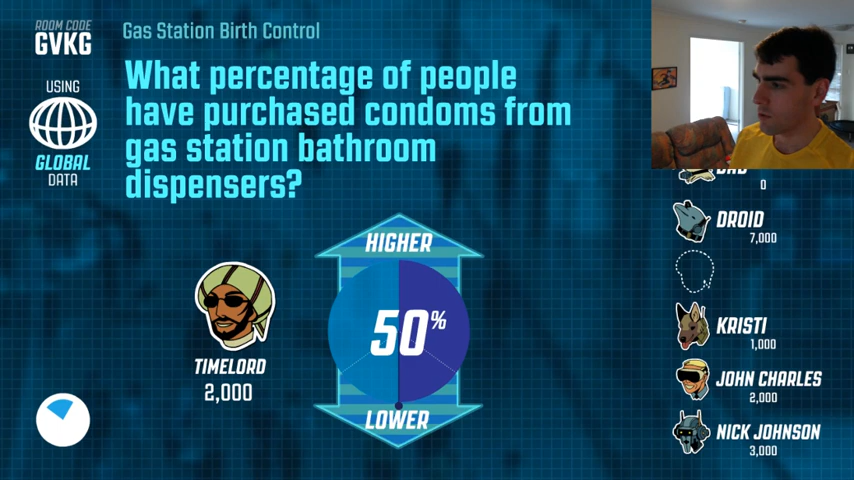 ROOM CODE
GVKG
USING
GLOBAL
DATA
Gas Station Birth Control
What percentage of people
have purchased condoms from
gas station bathroom
dispensers?
HIGHER
50%
LOWER
TIMELORD
2,000
0
DROID
7,000
KRISTI
1,000
JOHN CHARLES
2,000
NICK JOHNSON
3,000